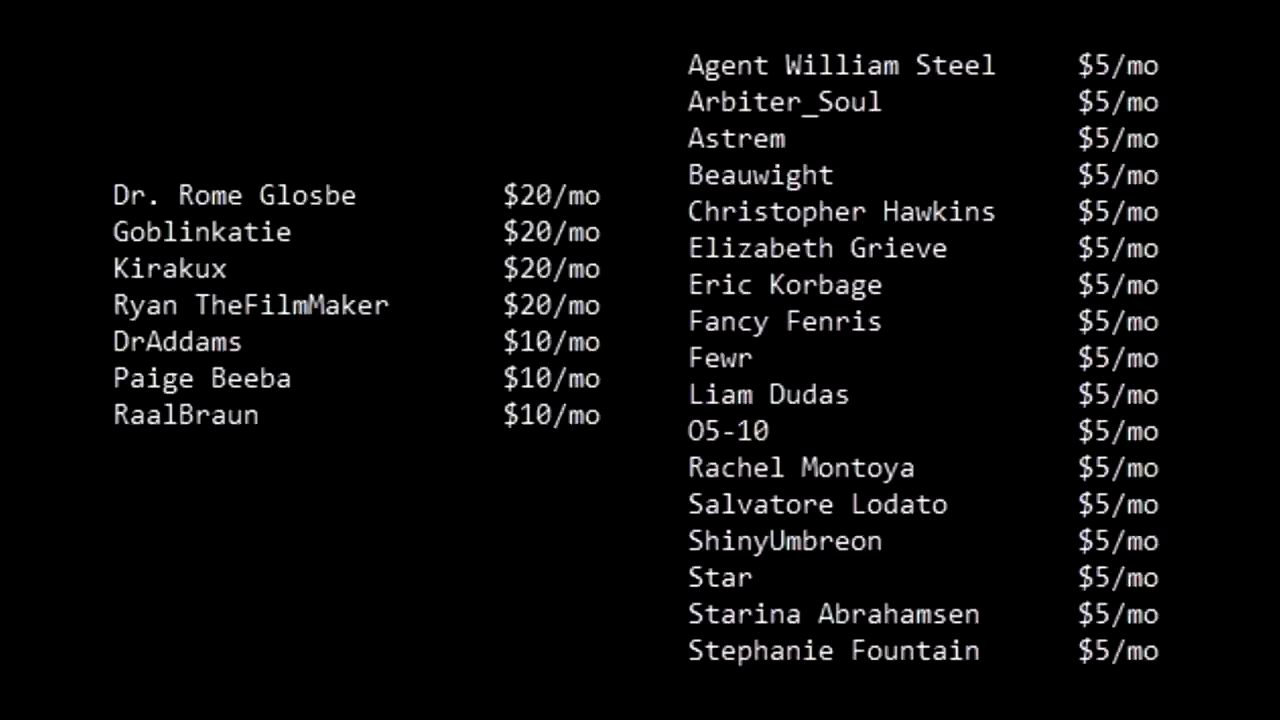 Dr. Rome Glosbe $20/mo
Goblinkatie $20/mo
Kirakux $20/mo
Ryan TheFilmMaker $20/mo
DrAddams $10/mo
Paige Beeba $10/mo
RaalBraun $10/mo
Agent William Steel $5/mo
Arbiter_Soul $5/mo
Astrem $5/mo
Beauwight $5/mo
Christopher Hawkins $5/mo
Elizabeth Grieve $5/mo
Eric Korbage $5/mo
Fancy Fenris $5/mo
Fewr $5/mo
Liam Dudas $5/mo
O5-10 $5/mo
Rachel Montoya $5/mo
Salvatore Lodato $5/mo
ShinyUmbreon $5/mo
Star $5/mo
Starina Abrahamsen $5/mo
Stephanie Fountain $5/mo